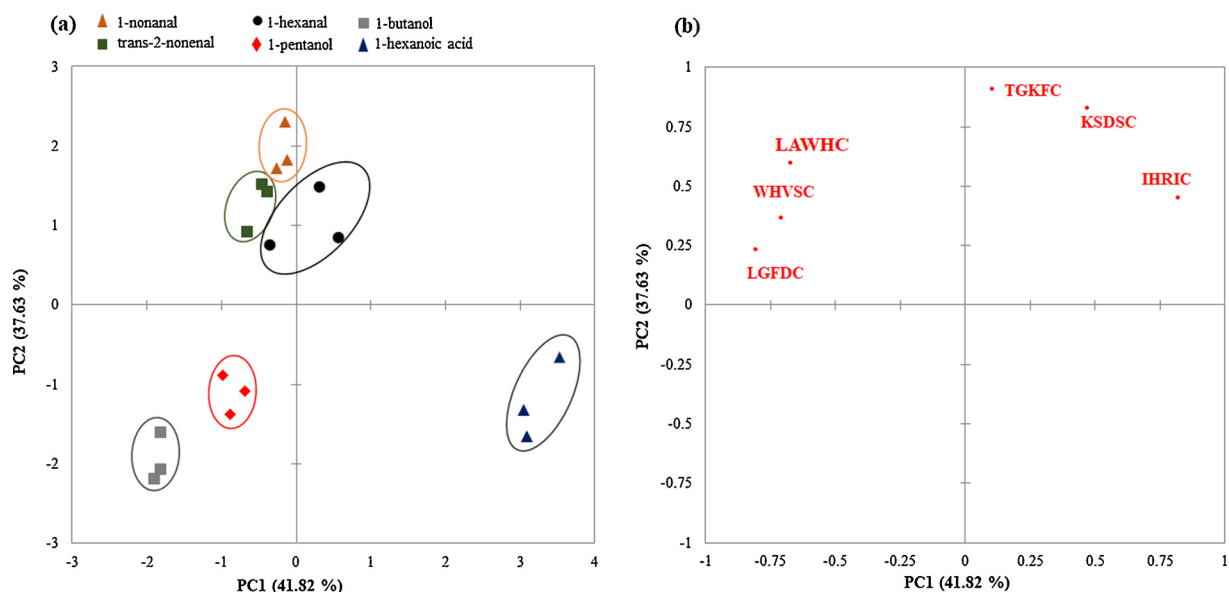 (a)
1-nonanal 1-hexanal 1-butanol
trans-2-nonenal 1-pentanol 1-hexanoic acid
3
2
1
0
-1
-2
-3
-3 -2 -1 0 1 2 3 4
PC2 (37.63 %)
PC1 (41.82 %)
(b)
1
0.75
0.5
0.25
0
-0.25
-0.5
-0.75
-1
-1 -0.75 -0.5 -0.25 0 0.25 0.5 0.75 1
PC2 (37.63 %)
PC1 (41.82 %)
TGKFC
KSDSC
LAWHC
IHRIC
WHVSC
LGFDC